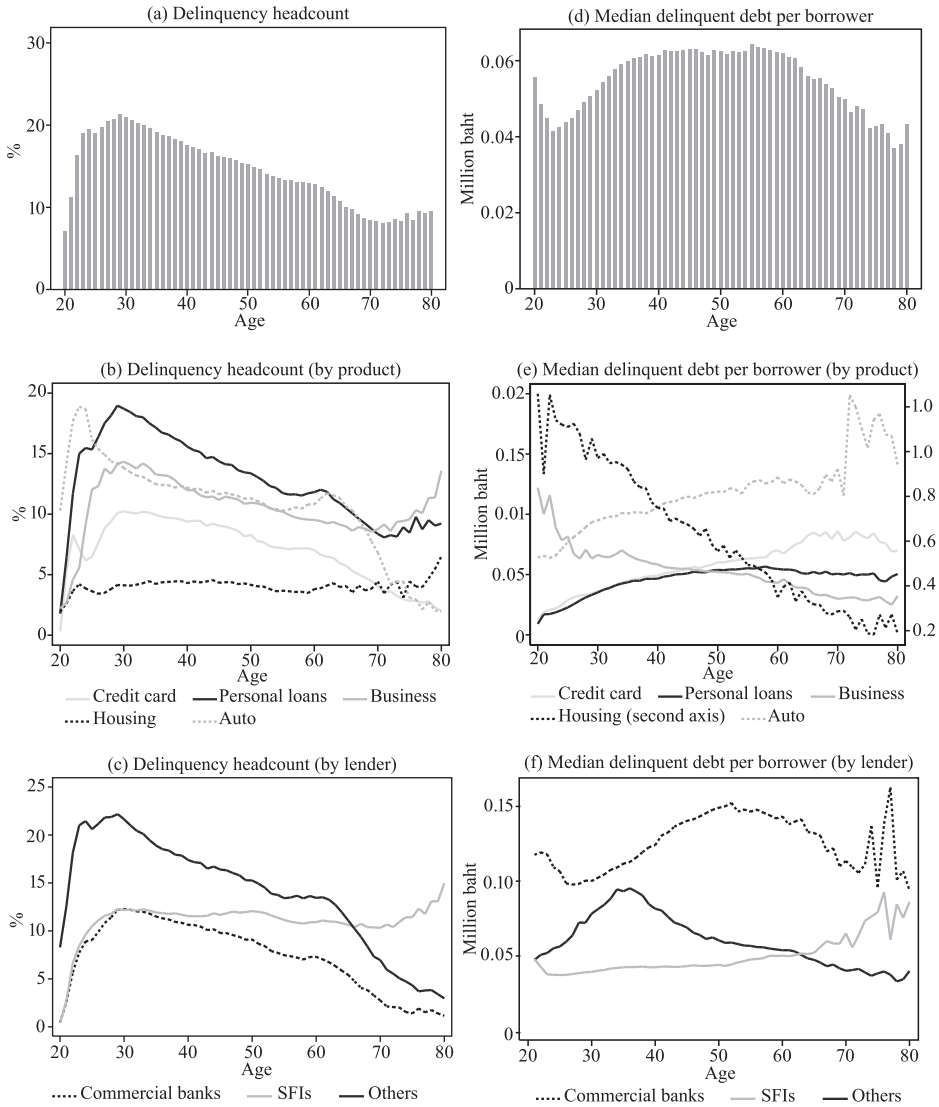 (a) Delinquency headcount
30
20
10
0
%
20 30 40 50 60 70 80
Age
(d) Median delinquent debt per borrower
0.06
0.04
0.02
0
Million baht
20 30 40 50 60 70 80
Age
(b) Delinquency headcount (by product)
20
15
10
5
0
%
20 30 40 50 60 70 80
Age
Credit card Personal loans Business
Housing Auto
(e) Median delinquent debt per borrower (by product)
0.02
0.15
0.01
0.05
0
Million baht
1.0
1.0
0.8
0.6
0.4
0.2
20 30 40 50 60 70 80
Age
Credit card Personal loans Business
Housing (second axis) Auto
(c) Delinquency headcount (by lender)
25
20
15
10
5
0
%
20 30 40 50 60 70 80
Age
Commercial banks SFIs Others
(f) Median delinquent debt per borrower (by lender)
0.15
0.10
0.05
0
Million baht
20 30 40 50 60 70 80
Age
Commercial banks SFIs Others